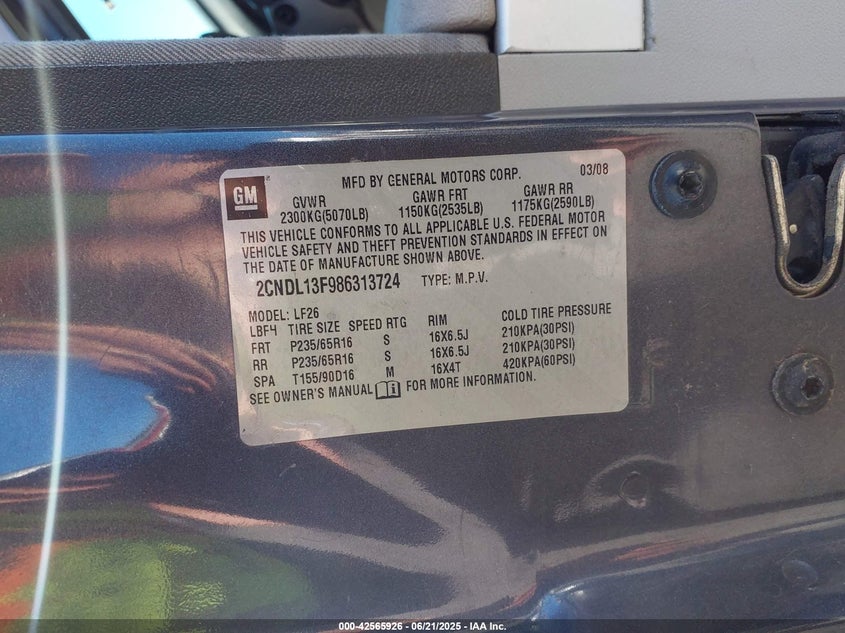 GM
MFD BY GENERAL MOTORS CORP. 03/08
GVWR GAWR FRT GAWR RR
2300KG(5070LB) 1150KG(2535LB) 1175KG(2590LB)
THIS VEHICLE CONFORMS TO ALL APPLICABLE U.S. FEDERAL MOTOR
VEHICLE SAFETY AND THEFT PREVENTION STANDARDS IN EFFECT ON
THE DATE OF MANUFACTURE SHOWN ABOVE.
2CNDL13F986313724 TYPE: M.P.V.
MODEL: LF26
LBF4 TIRE SIZE SPEED RTG RIM COLD TIRE PRESSURE
FRT P235/65R16 S 16X6.5J 210KPA(30PSI)
RR P235/65R16 S 16X6.5J 210KPA(30PSI)
SPA T155/90D16 M 16X4T 420KPA(60PSI)
SEE OWNER'S MANUAL FOR MORE INFORMATION.
000-42565926 - 06/21/2025 - IAA Inc.